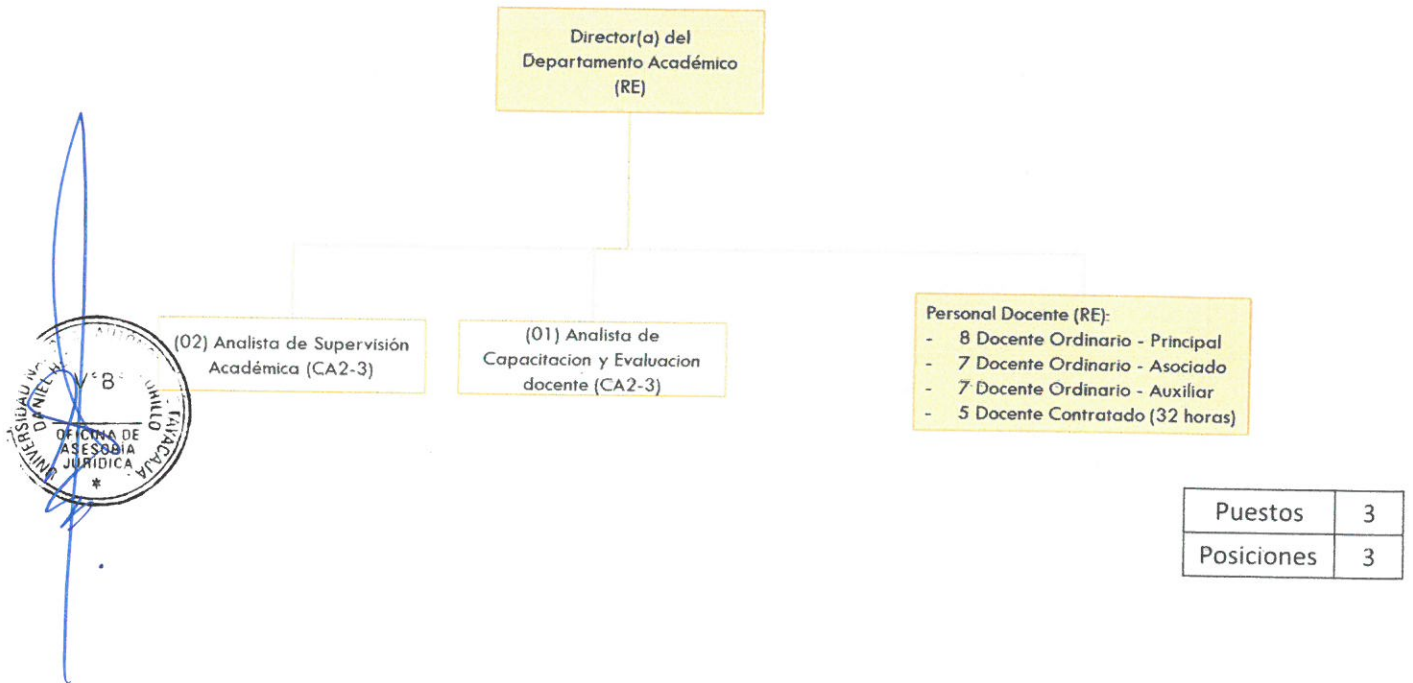 Director(a) del
Departamento Académico
(RE)
(02) Analista de Supervisión
Académica (CA2-3)
(01) Analista de
Capacitacion y Evaluacion
docente (CA2-3)
Personal Docente (RE):
- 8 Docente Ordinario - Principal
- 7 Docente Ordinario - Asociado
- 7 Docente Ordinario - Auxiliar
- 5 Docente Contratado (32 horas)
UNIVERSIDAD
DANIEL
TAYACAJA
V°B°
OFICINA DE
ASESORIA
JURIDICA
*
Puestos 3
Posiciones 3